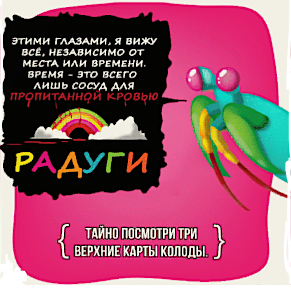 ЭТИМИ ГЛАЗАМИ, Я ВИЖУ
ВСЁ, НЕЗАВИСИМО ОТ
МЕСТА ИЛИ ВРЕМЕНИ.
ВРЕМЯ - ЭТО ВСЕГО
ЛИШЬ СОСУД ДЛЯ
ПРОПИТАННОЙ КРОВЬЮ
РАДУГИ
{ ТАЙНО ПОСМОТРИ ТРИ
ВЕРХНИЕ КАРТЫ КОЛОДЫ. }